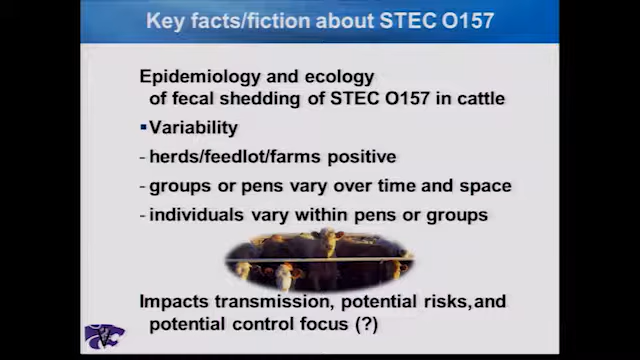 Key facts/fiction about STEC O157
Epidemiology and ecology
of fecal shedding of STEC O157 in cattle
▪Variability
- herds/feedlot/farms positive
- groups or pens vary over time and space
- individuals vary within pens or groups
Impacts transmission, potential risks,and
potential control focus (?)